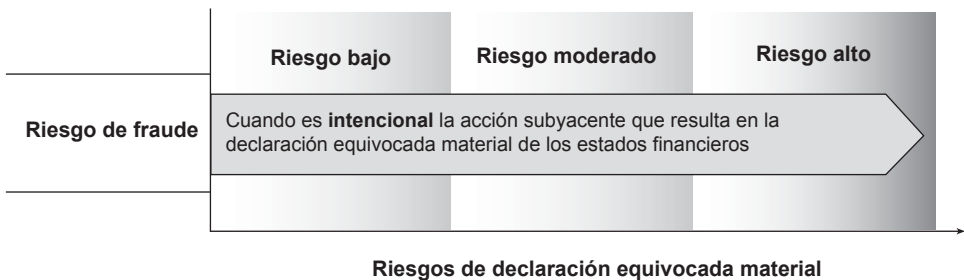 Riesgo bajo
Riesgo moderado
Riesgo alto
Riesgo de fraude
Cuando es intencional la acción subyacente que resulta en la
declaración equivocada material de los estados financieros
Riesgos de declaración equivocada material